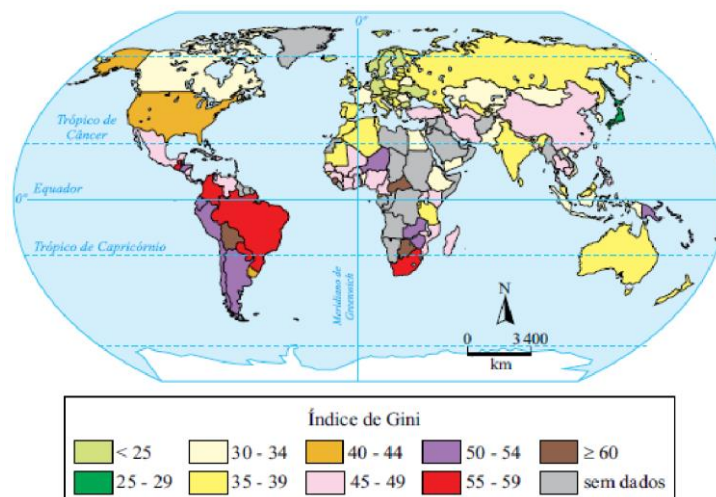 0°
Trópico de
Câncer
Equador
0°
Trópico de Capricórnio
Meridiano de
Greenwich
N
0 3 400
km
Índice de Gini
< 25
30 - 34
40 - 44
50 - 54
≥ 60
25 - 29
35 - 39
45 - 49
55 - 59
sem dados